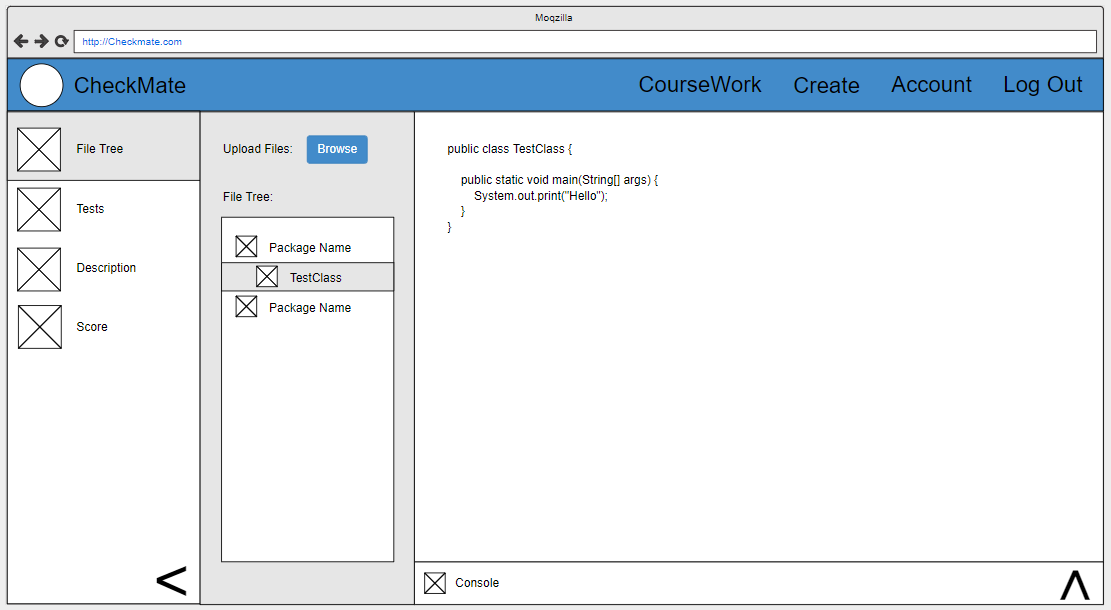 Moqzilla
http://Checkmate.com
CheckMate
CourseWork
Create
Account
Log Out
File Tree
Tests
Description
Score
<
Upload Files:
Browse
File Tree:
Package Name
TestClass
Package Name
public class TestClass {
public static void main(String[] args) {
System.out.print("Hello");
}
}
Console